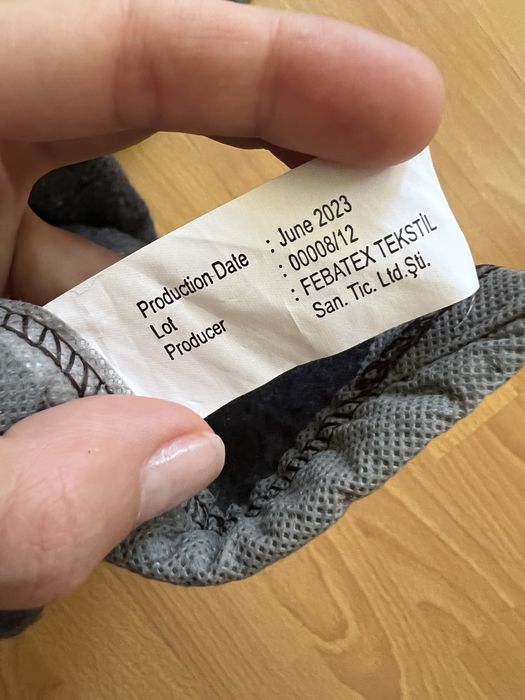 Production Date : June 2023
Lot : 00008/12
Producer : FEBATEX TEKSTİL
San. Tic. Ltd.Şti.